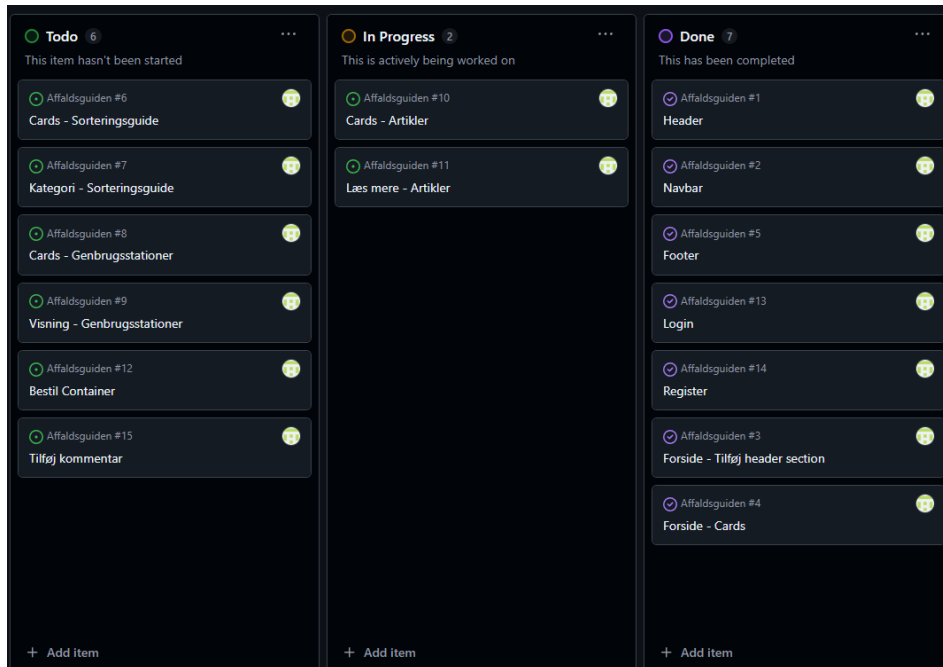 Todo 6
This item hasn't been started
Affaldsguiden #6
Cards - Sorteringsguide
Affaldsguiden #7
Kategori - Sorteringsguide
Affaldsguiden #8
Cards - Genbrugsstationer
Affaldsguiden #9
Visning - Genbrugsstationer
Affaldsguiden #12
Bestil Container
Affaldsguiden #15
Tilføj kommentar
+ Add item
In Progress 2
This is actively being worked on
Affaldsguiden #10
Cards - Artikler
Affaldsguiden #11
Læs mere - Artikler
+ Add item
Done 7
This has been completed
Affaldsguiden #1
Header
Affaldsguiden #2
Navbar
Affaldsguiden #5
Footer
Affaldsguiden #13
Login
Affaldsguiden #14
Register
Affaldsguiden #3
Forside - Tilføj header section
Affaldsguiden #4
Forside - Cards
+ Add item